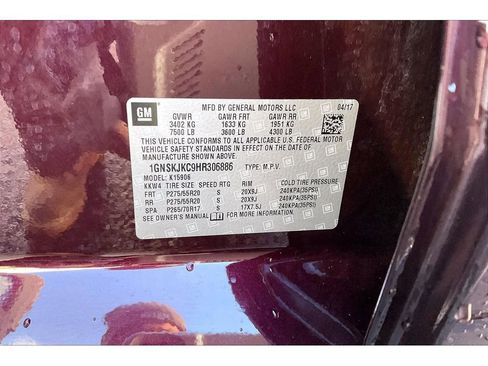 GM
MFD BY GENERAL MOTORS LLC 04/17
GVWR GAWR FRT GAWR RR
3402 KG 1633 KG 1951 KG
7500 LB 3600 LB 4300 LB
THIS VEHICLE CONFORMS TO ALL APPLICABLE U.S. FEDERAL MOTOR
VEHICLE SAFETY, BUMPER, AND THEFT PREVENTION STANDARDS IN
EFFECT ON THE DATE OF MANUFACTURE SHOWN ABOVE.
1GNSKJKC9HR306886 TYPE: M.P.V.
MODEL: K15906
KKW4 TIRE SIZE SPEED RTG RIM COLD TIRE PRESSURE
FRT P275/55R20 S 20X9J 240KPA(35PSI)
RR P275/55R20 S 20X9J 240KPA(35PSI)
SPA P265/70R17 S 17X7.5J 240KPA(35PSI)
SEE OWNER'S MANUAL FOR MORE INFORMATION